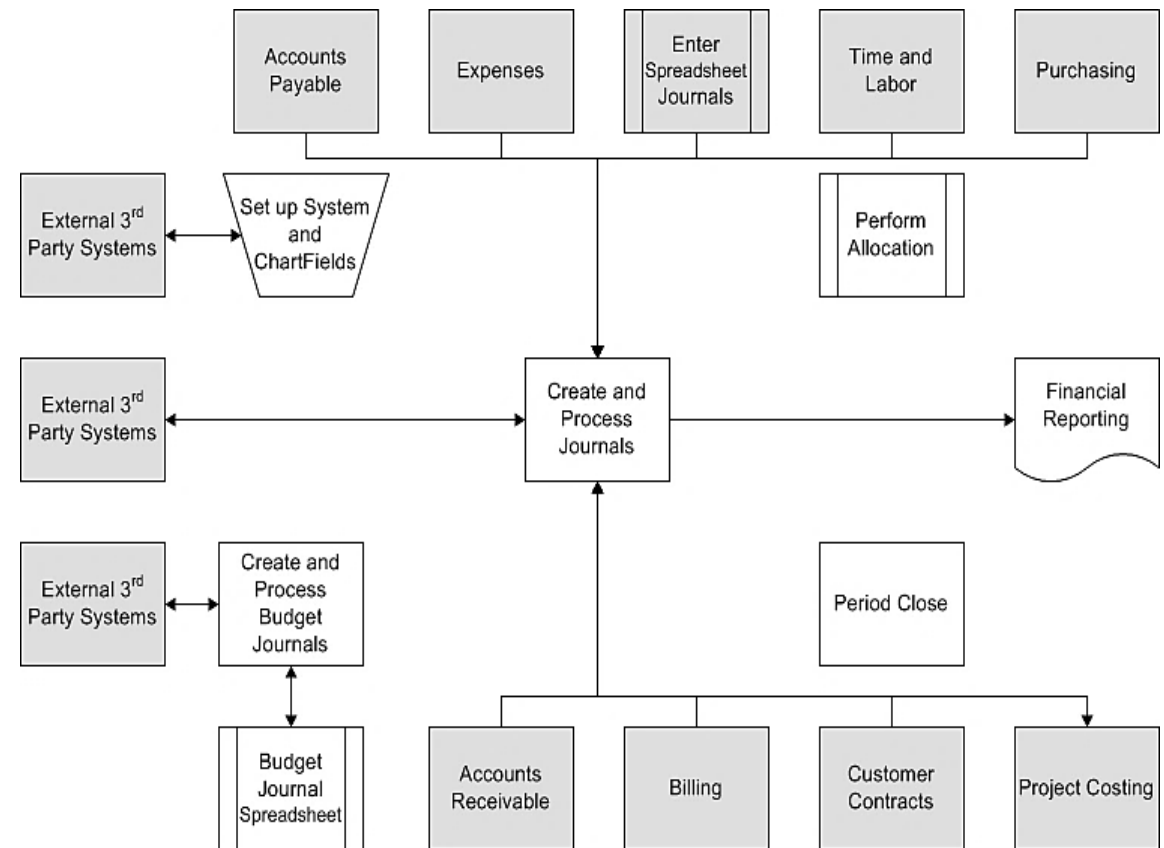 Accounts
Payable
Expenses
Enter
Spreadsheet
Journals
Time and
Labor
Purchasing
External 3rd
Party Systems
Set up System
and
ChartFields
Perform
Allocation
External 3rd
Party Systems
Create and
Process
Journals
Financial
Reporting
External 3rd
Party Systems
Create and
Process
Budget
Journals
Period Close
Budget
Journal
Spreadsheet
Accounts
Receivable
Billing
Customer
Contracts
Project Costing